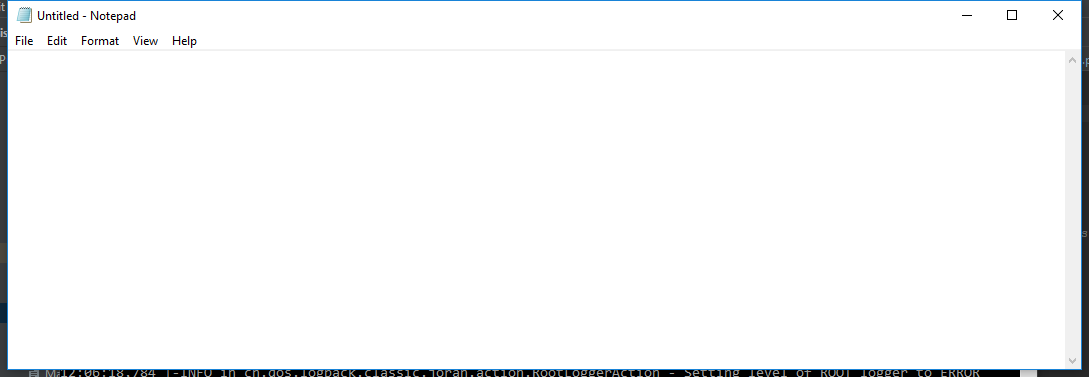 Untitled - Notepad
File Edit Format View Help
12:06:18,784 |-INFO in ch.qos.logback.classic.joran.action.RootLoggerAction - Setting level of ROOT logger to ERROR